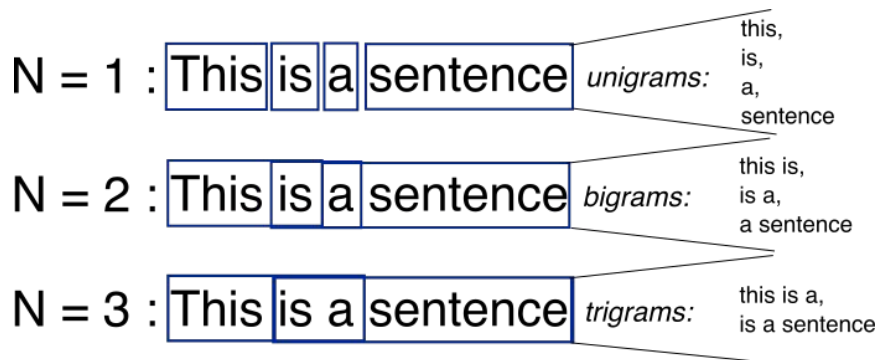 N = 1 : This is a sentence unigrams:
this,
is,
a,
sentence
N = 2 : This is a sentence bigrams:
this is,
is a,
a sentence
N = 3 : This is a sentence trigrams:
this is a,
is a sentence